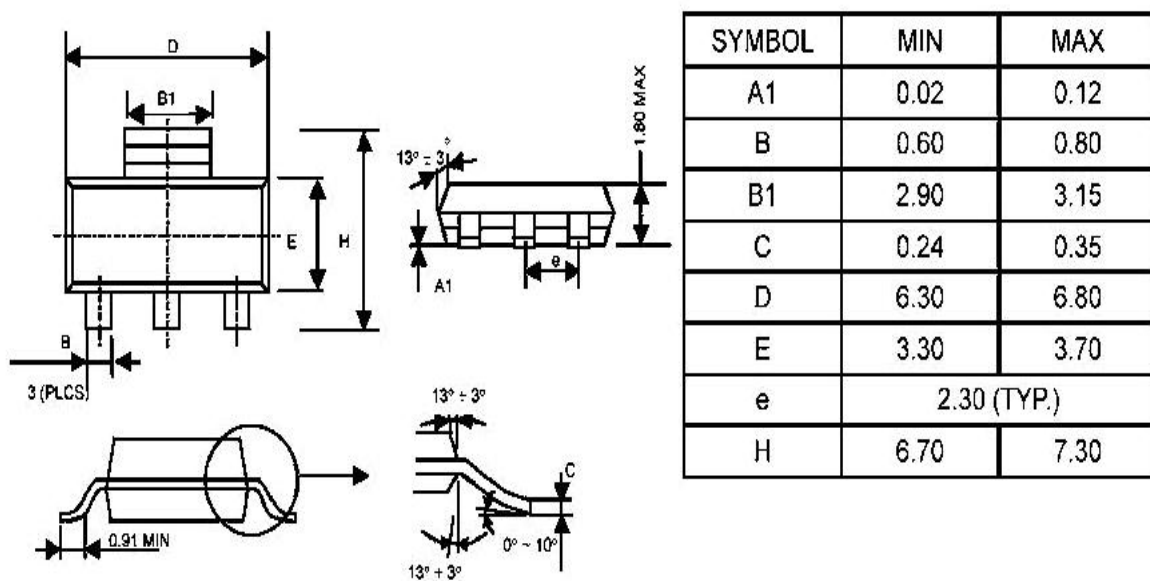 D
B1
E
H
B
3 (PLCS)
13° ± 3°
1.80 MAX
A1
e
0.91 MIN
13° ± 3°
C
0° ~ 10°
13° + 3°
SYMBOL MIN MAX
A1 0.02 0.12
B 0.60 0.80
B1 2.90 3.15
C 0.24 0.35
D 6.30 6.80
E 3.30 3.70
e 2.30 (TYP.)
H 6.70 7.30